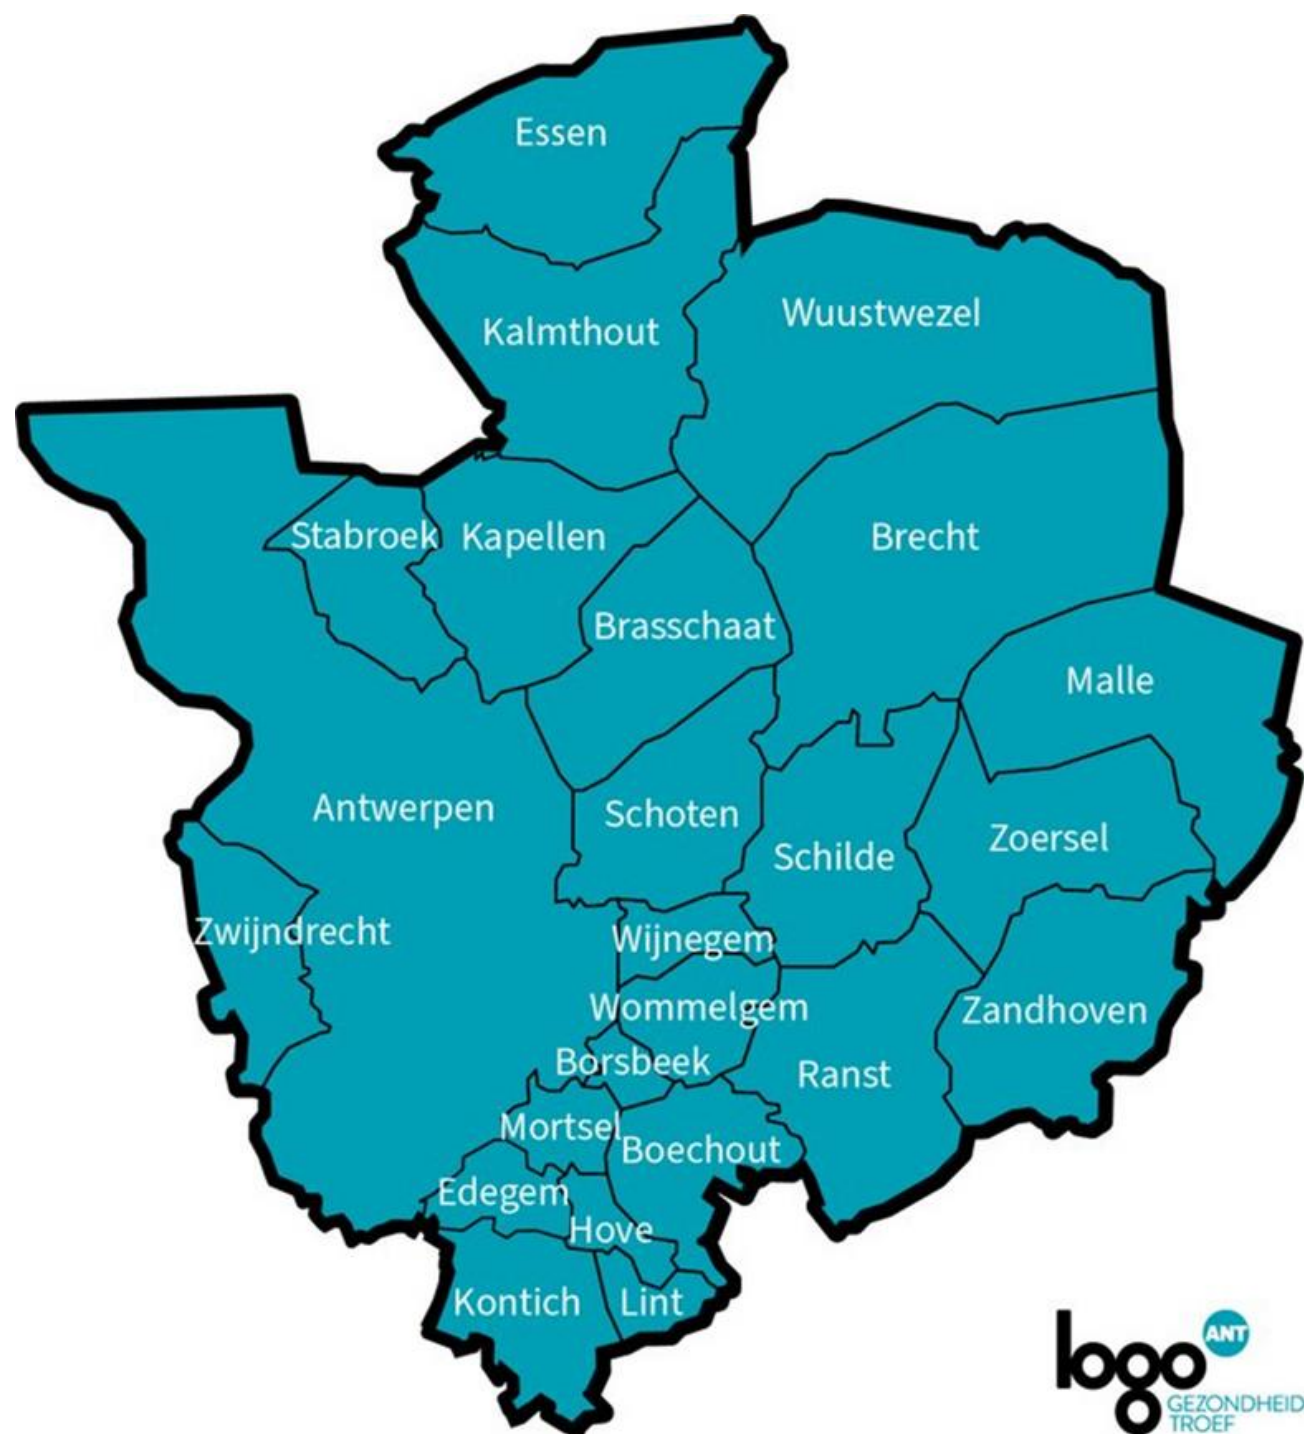 Essen
Wuustwezel
Kalmthout
Stabroek
Kapellen
Brecht
Brasschaat
Malle
Antwerpen
Schoten
Zoersel
Schilde
Zwijndrecht
Wijnegem
Wommelgem
Zandhoven
Borsbeek
Ranst
Mortsel
Boechout
Edegem
Hove
Kontich
Lint
logo
ANT
GEZONDHEID
TROEF